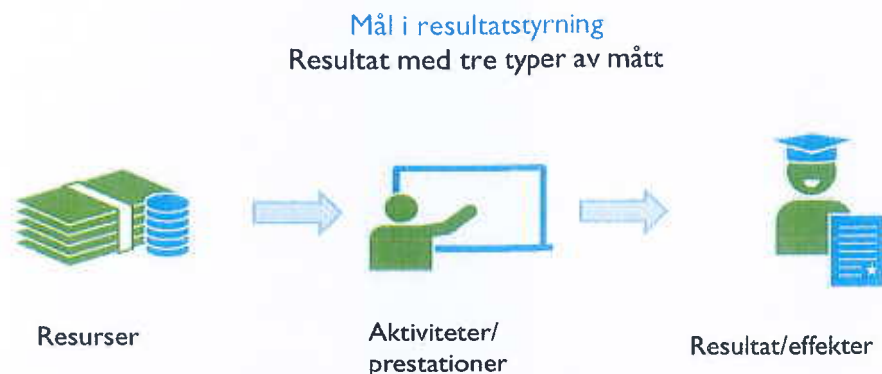 Mål i resultatstyrning
Resultat med tre typer av mått
Resurser
Aktiviteter/
prestationer
Resultat/effekter